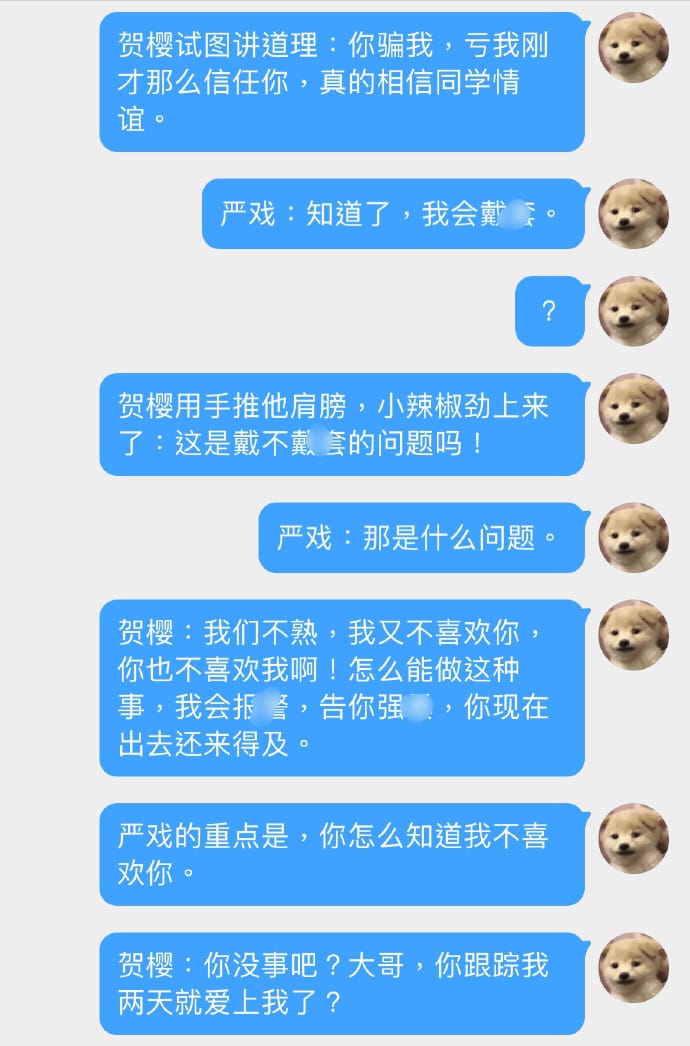 贺樱试图讲道理：你骗我，亏我刚
才那么信任你，真的相信同学情
谊。
严戏：知道了，我会戴套。
？
贺樱用手推他肩膀，小辣椒劲上来
了：这是戴不戴套的问题吗！
严戏：那是什么问题。
贺樱：我们不熟，我又不喜欢你，
你也不喜欢我啊！怎么能做这种
事，我会报警，告你强，你现在
出去还来得及。
严戏的重点是，你怎么知道我不喜
欢你。
贺樱：你没事吧？大哥，你跟踪我
两天就爱上我了？